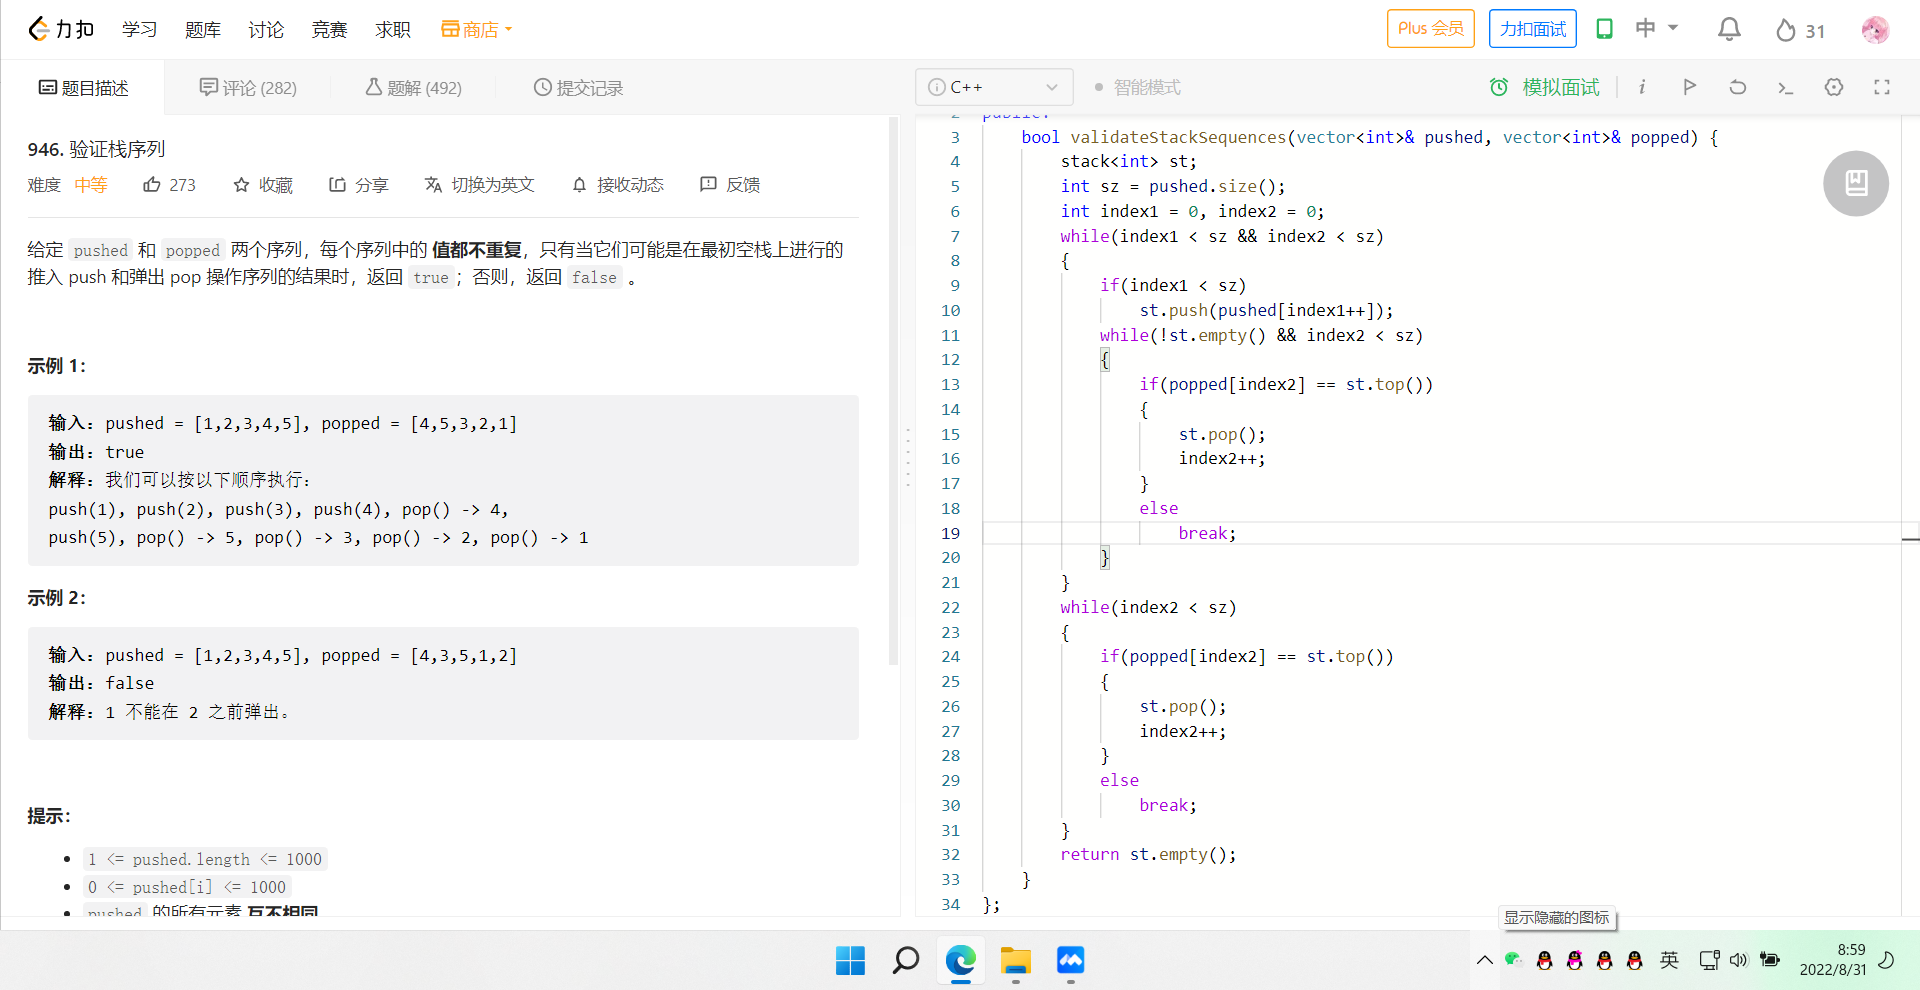 力扣 学习 题库 讨论 竞赛 求职 商店 Plus 会员 力扣面试 中 31
题目描述 评论 (282) 题解 (492) 提交记录
946. 验证栈序列
难度 中等 273 收藏 分享 切换为英文 接收动态 反馈
给定 pushed 和 popped 两个序列，每个序列中的 值都不重复，只有当它们可能是在最初空栈上进行的
推入 push 和弹出 pop 操作序列的结果时，返回 true；否则，返回 false 。
示例 1：
输入：pushed = [1,2,3,4,5], popped = [4,5,3,2,1]
输出：true
解释：我们可以按以下顺序执行：
push(1), push(2), push(3), push(4), pop() -> 4,
push(5), pop() -> 5, pop() -> 3, pop() -> 2, pop() -> 1
示例 2：
输入：pushed = [1,2,3,4,5], popped = [4,3,5,1,2]
输出：false
解释：1 不能在 2 之前弹出。
提示：
1 <= pushed.length <= 1000
0 <= pushed[i] <= 1000
pushed 的所有元素 互不相同
C++ 智能模式 模拟面试
2 public:
3 bool validateStackSequences(vector<int>& pushed, vector<int>& popped) {
4 stack<int> st;
5 int sz = pushed.size();
6 int index1 = 0, index2 = 0;
7 while(index1 < sz && index2 < sz)
8 {
9 if(index1 < sz)
10 st.push(pushed[index1++]);
11 while(!st.empty() && index2 < sz)
12 {
13 if(popped[index2] == st.top())
14 {
15 st.pop();
16 index2++;
17 }
18 else
19 break;
20 }
21 }
22 while(index2 < sz)
23 {
24 if(popped[index2] == st.top())
25 {
26 st.pop();
27 index2++;
28 }
29 else
30 break;
31 }
32 return st.empty();
33 }
34 };
显示隐藏的图标
英
8:59
2022/8/31